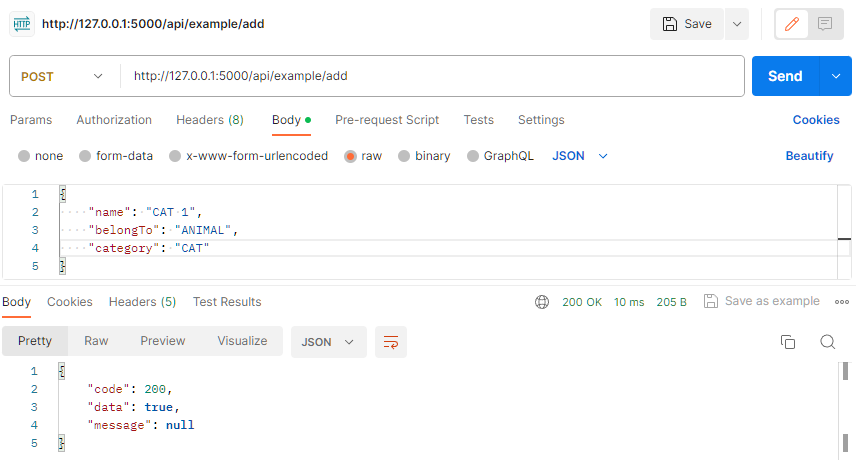 HTTP http://127.0.0.1:5000/api/example/add Save
POST http://127.0.0.1:5000/api/example/add Send
Params Authorization Headers (8) Body Pre-request Script Tests Settings Cookies
none form-data x-www-form-urlencoded raw binary GraphQL JSON Beautify
1 {
2 "name": "CAT 1",
3 "belongTo": "ANIMAL",
4 "category": "CAT"
5 }
Body Cookies Headers (5) Test Results 200 OK 10 ms 205 B Save as example
Pretty Raw Preview Visualize JSON
1 {
2 "code": 200,
3 "data": true,
4 "message": null
5 }